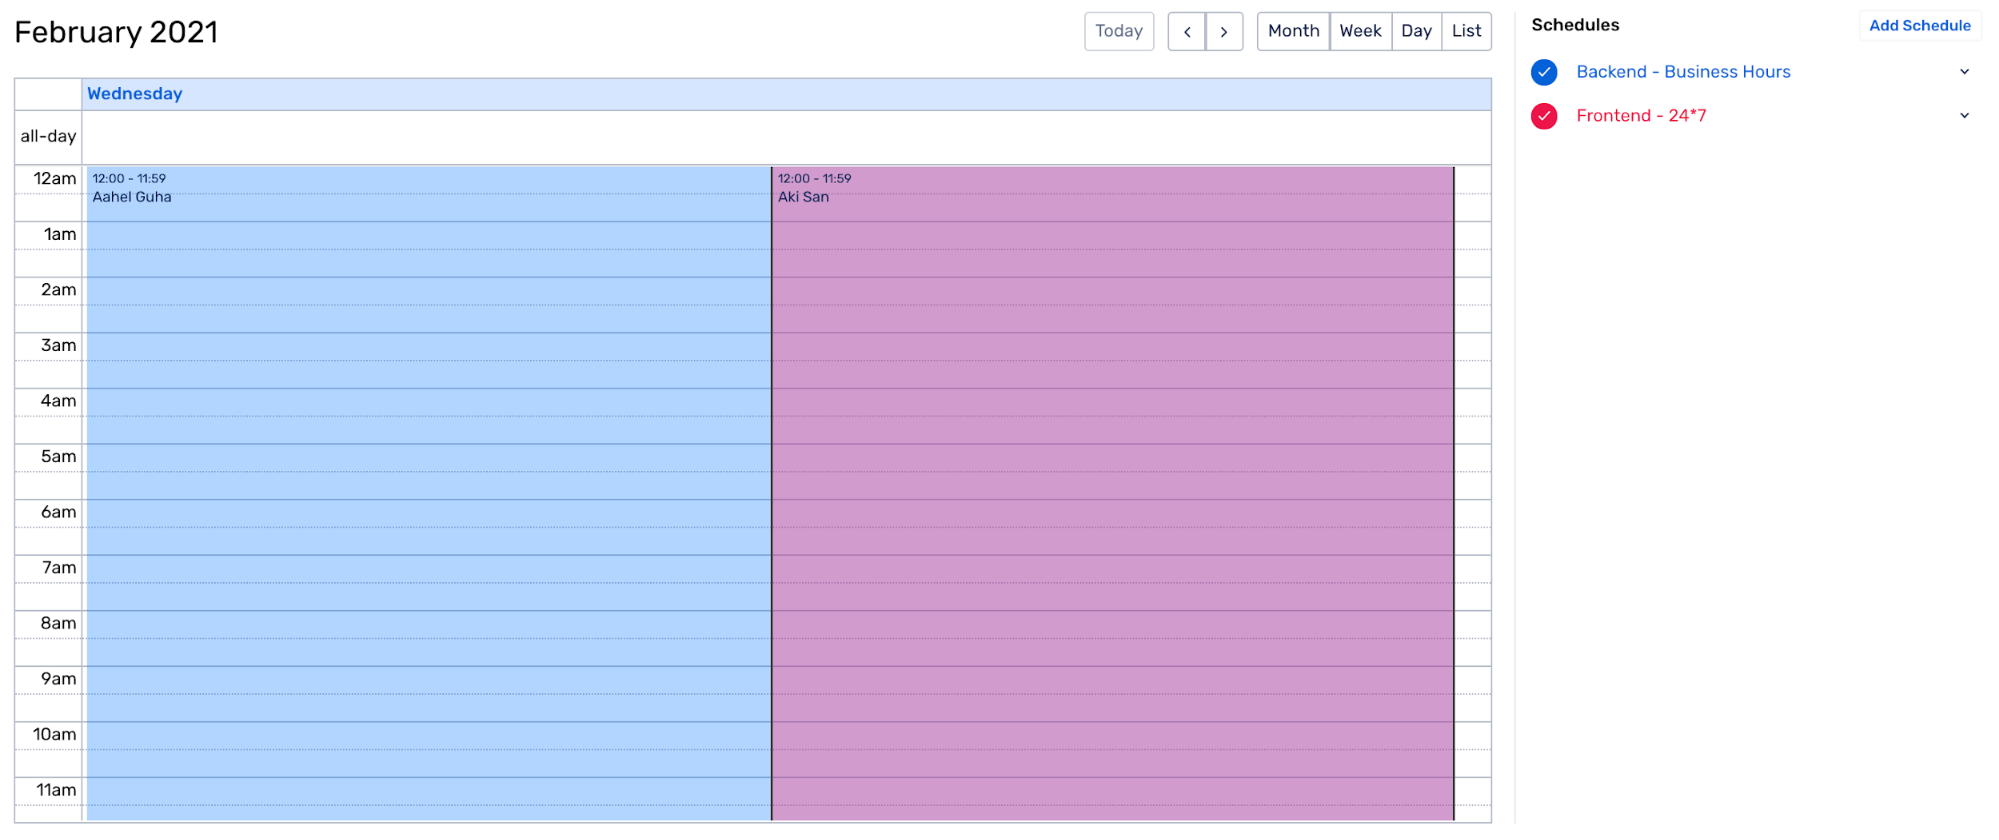 February 2021
Today
Month Week Day List
Wednesday
all-day
12am
12:00 - 11:59
Aahel Guha
12:00 - 11:59
Aki San
1am
2am
3am
4am
5am
6am
7am
8am
9am
10am
11am
Schedules
Add Schedule
Backend - Business Hours
Frontend - 24*7